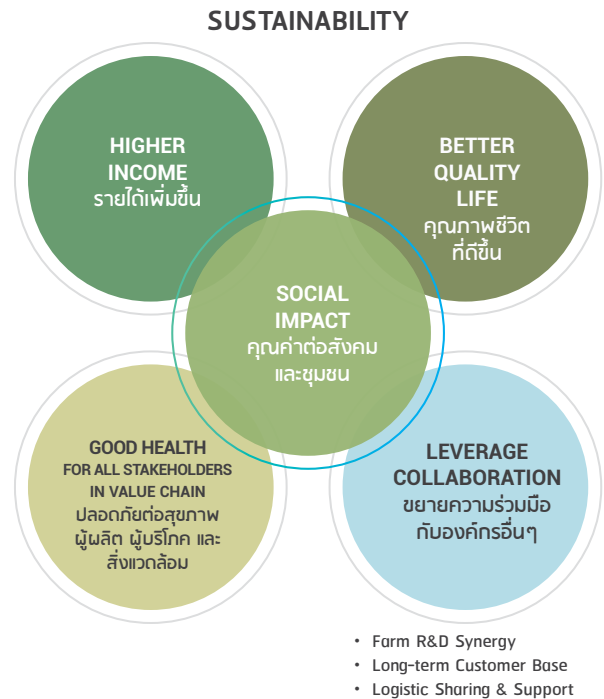 SUSTAINABILITY
HIGHER
INCOME
รายได้เพิ่มขึ้น
BETTER
QUALITY
LIFE
คุณภาพชีวิต
ที่ดีขึ้น
SOCIAL
IMPACT
คุณค่าต่อสังคม
และชุมชน
GOOD HEALTH
FOR ALL STAKEHOLDERS
IN VALUE CHAIN
ปลอดภัยต่อสุขภาพ
ผู้ผลิต ผู้บริโภค และ
สิ่งแวดล้อม
LEVERAGE
COLLABORATION
ขยายความร่วมมือ
กับองค์กรอื่นๆ
• Farm R&D Synergy
• Long-term Customer Base
• Logistic Sharing & Support